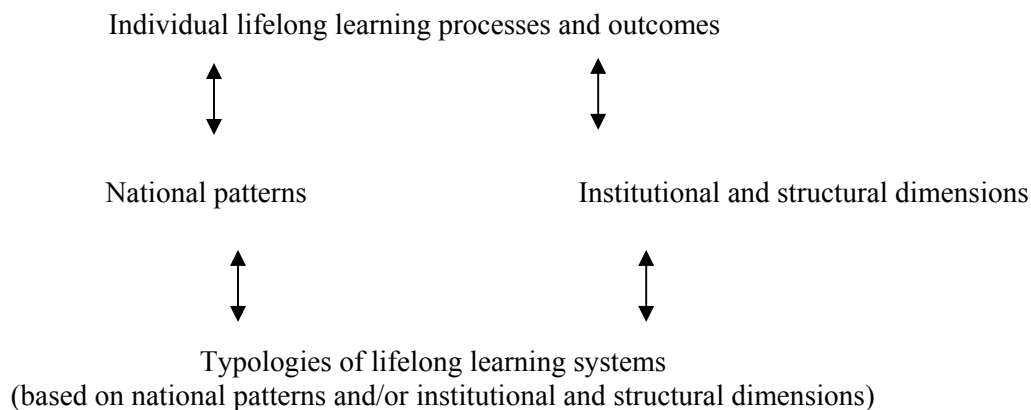 Individual lifelong learning processes and outcomes
National patterns
Institutional and structural dimensions
Typologies of lifelong learning systems
(based on national patterns and/or institutional and structural dimensions)